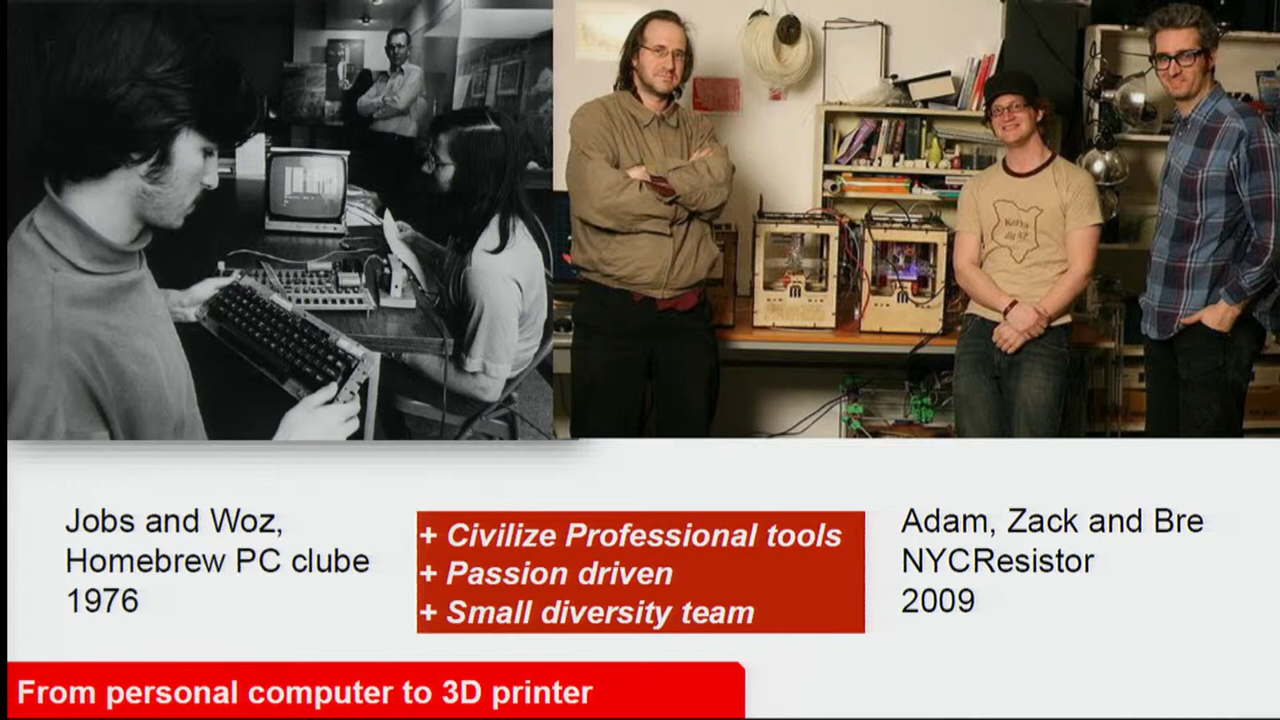 Jobs and Woz,
Homebrew PC clube
1976
+ Civilize Professional tools
+ Passion driven
+ Small diversity team
Adam, Zack and Bre
NYCResistor
2009
From personal computer to 3D printer